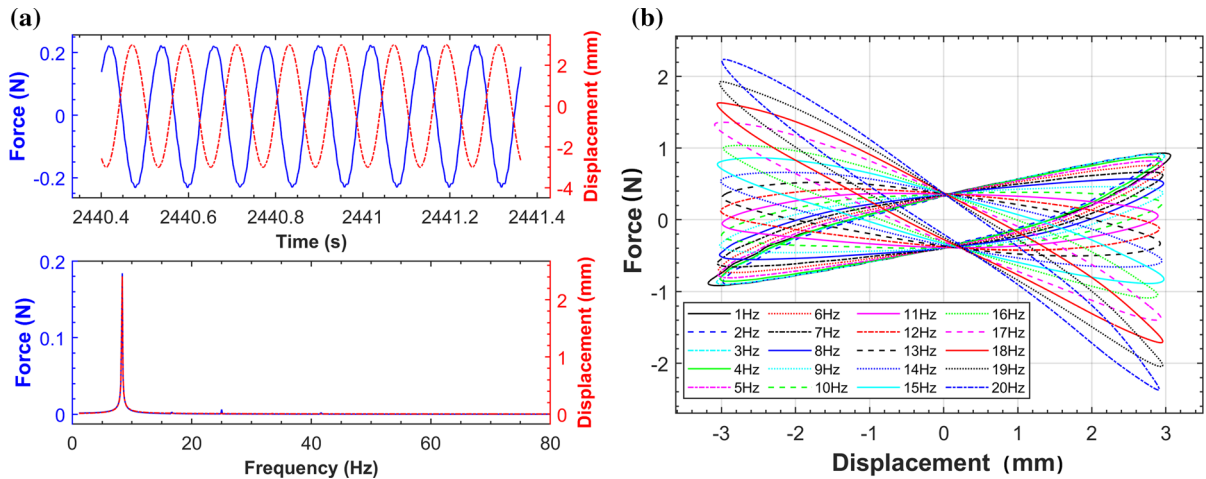 (a)
0.2
0
-0.2
Force (N)
2
0
-2
-4
Displacement (mm)
2440.4 2440.6 2440.8 2441 2441.2 2441.4
Time (s)
0.2
0.1
0
Force (N)
2
1
0
Displacement (mm)
0 20 40 60 80
Frequency (Hz)
(b)
2
1
0
-1
-2
Force (N)
1Hz 6Hz 11Hz 16Hz
2Hz 7Hz 12Hz 17Hz
3Hz 8Hz 13Hz 18Hz
4Hz 9Hz 14Hz 19Hz
5Hz 10Hz 15Hz 20Hz
-3 -2 -1 0 1 2 3
Displacement (mm)